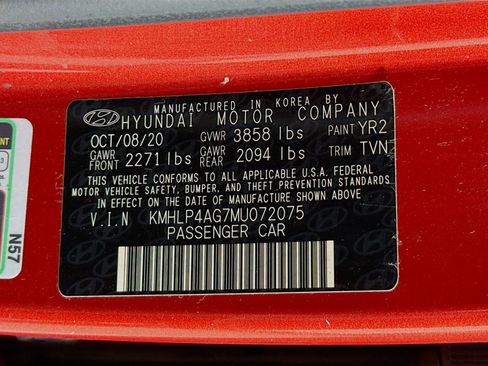 MANUFACTURED IN KOREA BY
HYUNDAI MOTOR COMPANY
OCT/08/20 GVWR 3858 lbs PAINT YR2
GAWR FRONT 2271 lbs GAWR REAR 2094 lbs TRIM TVN
THIS VEHICLE CONFORMS TO ALL APPLICABLE U.S. FEDERAL
MOTOR VEHICLE SAFETY, BUMPER, AND THEFT PREVENTION STANDARDS
IN EFFECT ON THE DATE OF MANUFACTURE SHOWN ABOVE.
V.I.N KMHLP4AG7MU072075
PASSENGER CAR
N57